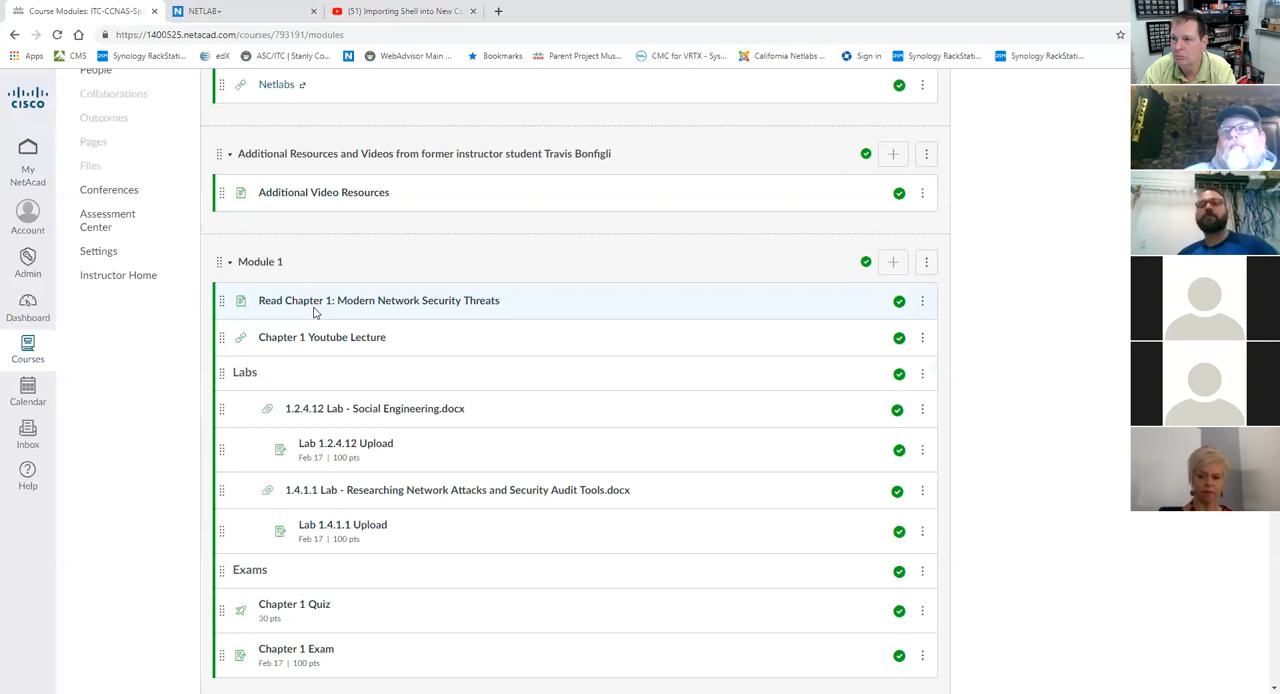 Course Modules: ITC-CCNAS-Sp
NETLAB+
(51) Importing Shell into New Co
https://1400525.netacad.com/courses/793191/modules
Apps
CMS
Synology RackStati...
edX
ASC/ITC | Study Co...
N
WebAdvisor Main...
Bookmarks
Parent Project Mus...
CMC for VRTX - Sys...
California Netlabs...
Sign in
Synology RackStati...
Synology RackStati...
CISCO
My NetAcad
Account
Admin
Dashboard
Courses
Calendar
Inbox
Help
People
Collaborations
Outcomes
Pages
Files
Conferences
Assessment
Center
Settings
Instructor Home
Netlabs
Additional Resources and Videos from former instructor student Travis Bonfigli
Additional Video Resources
Module 1
Read Chapter 1: Modern Network Security Threats
Chapter 1 Youtube Lecture
Labs
1.2.4.12 Lab - Social Engineering.docx
Lab 1.2.4.12 Upload
Feb 17 | 100 pts
1.4.1.1 Lab - Researching Network Attacks and Security Audit Tools.docx
Lab 1.4.1.1 Upload
Feb 17 | 100 pts
Exams
Chapter 1 Quiz
30 pts
Chapter 1 Exam
Feb 17 | 100 pts